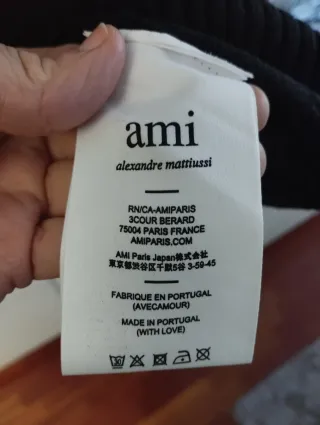 ami
alexandre mattiussi
RN/CA-AMIPARIS
3COUR BERARD
75004 PARIS FRANCE
AMIPARIS.COM
AMI Paris Japan株式会社
東京都渋谷区千駄ヶ谷 3-59-45
FABRIQUE EN PORTUGAL
(AVECAMOUR)
MADE IN PORTUGAL
(WITH LOVE)